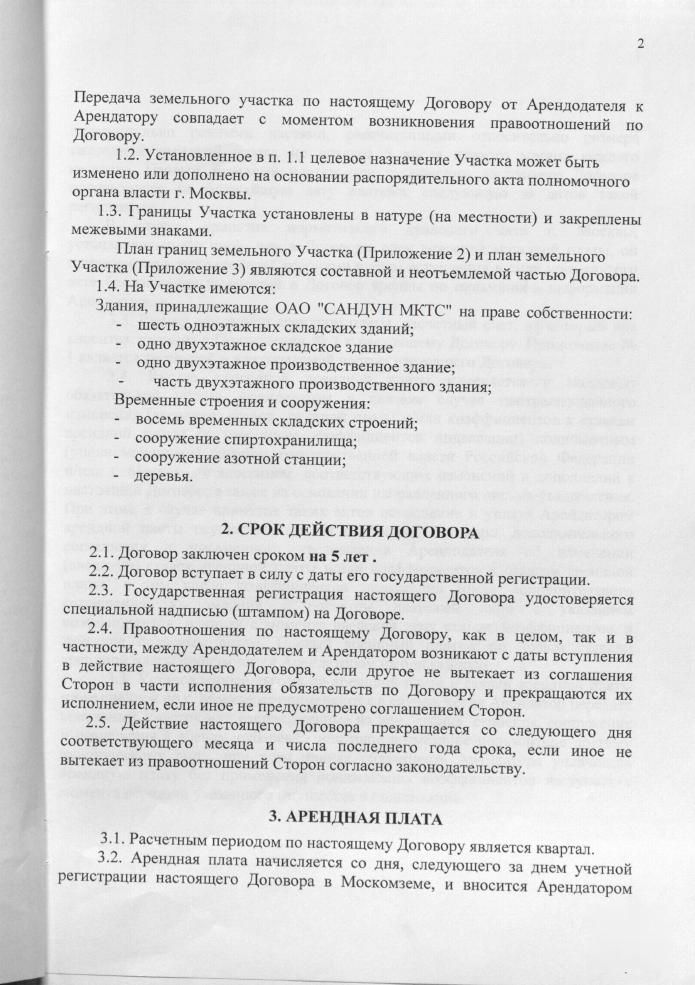 2
Передача земельного участка по настоящему Договору от Арендодателя к
Арендатору совпадает с моментом возникновения правоотношений по
Договору.
1.2. Установленное в п. 1.1 целевое назначение Участка может быть
изменено или дополнено на основании распорядительного акта полномочного
органа власти г. Москвы.
1.3. Границы Участка установлены в натуре (на местности) и закреплены
межевыми знаками.
План границ земельного Участка (Приложение 2) и план земельного
Участка (Приложение 3) являются составной и неотъемлемой частью Договора.
1.4. На Участке имеются:
Здания, принадлежащие ОАО "САНДУН МКТС" на праве собственности:
- шесть одноэтажных складских зданий;
- одно двухэтажное складское здание
- одно двухэтажное производственное здание;
- часть двухэтажного производственного здания;
Временные строения и сооружения:
- восемь временных складских строений;
- сооружение спиртохранилища;
- сооружение азотной станции;
- деревья.
2. СРОК ДЕЙСТВИЯ ДОГОВОРА
2.1. Договор заключен сроком на 5 лет .
2.2. Договор вступает в силу с даты его государственной регистрации.
2.3. Государственная регистрация настоящего Договора удостоверяется
специальной надписью (штампом) на Договоре.
2.4. Правоотношения по настоящему Договору, как в целом, так и в
частности, между Арендодателем и Арендатором возникают с даты вступления
в действие настоящего Договора, если другое не вытекает из соглашения
Сторон в части исполнения обязательств по Договору и прекращаются их
исполнением, если иное не предусмотрено соглашением Сторон.
2.5. Действие настоящего Договора прекращается со следующего дня
соответствующего месяца и числа последнего года срока, если иное не
вытекает из правоотношений Сторон согласно законодательству.
3. АРЕНДНАЯ ПЛАТА
3.1. Расчетным периодом по настоящему Договору является квартал.
3.2. Арендная плата начисляется со дня, следующего за днем учетной
регистрации настоящего Договора в Москомземе, и вносится Арендатором